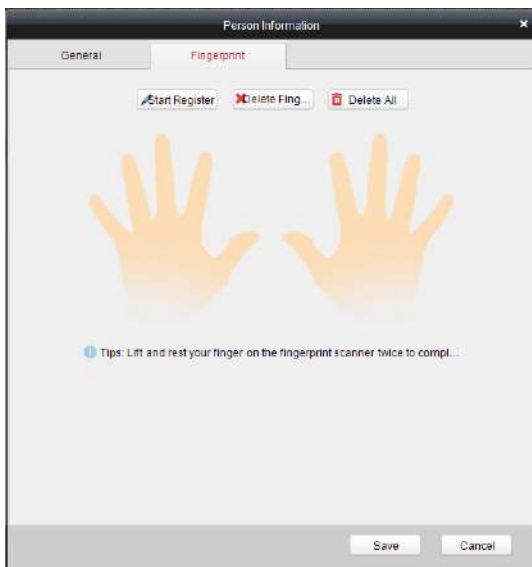 Person Information
General Fingerprint
Start Register Delete Fing... Delete All
Tips: Lift and rest your finger on the fingerprint scanner twice to compl...
Save Cancel